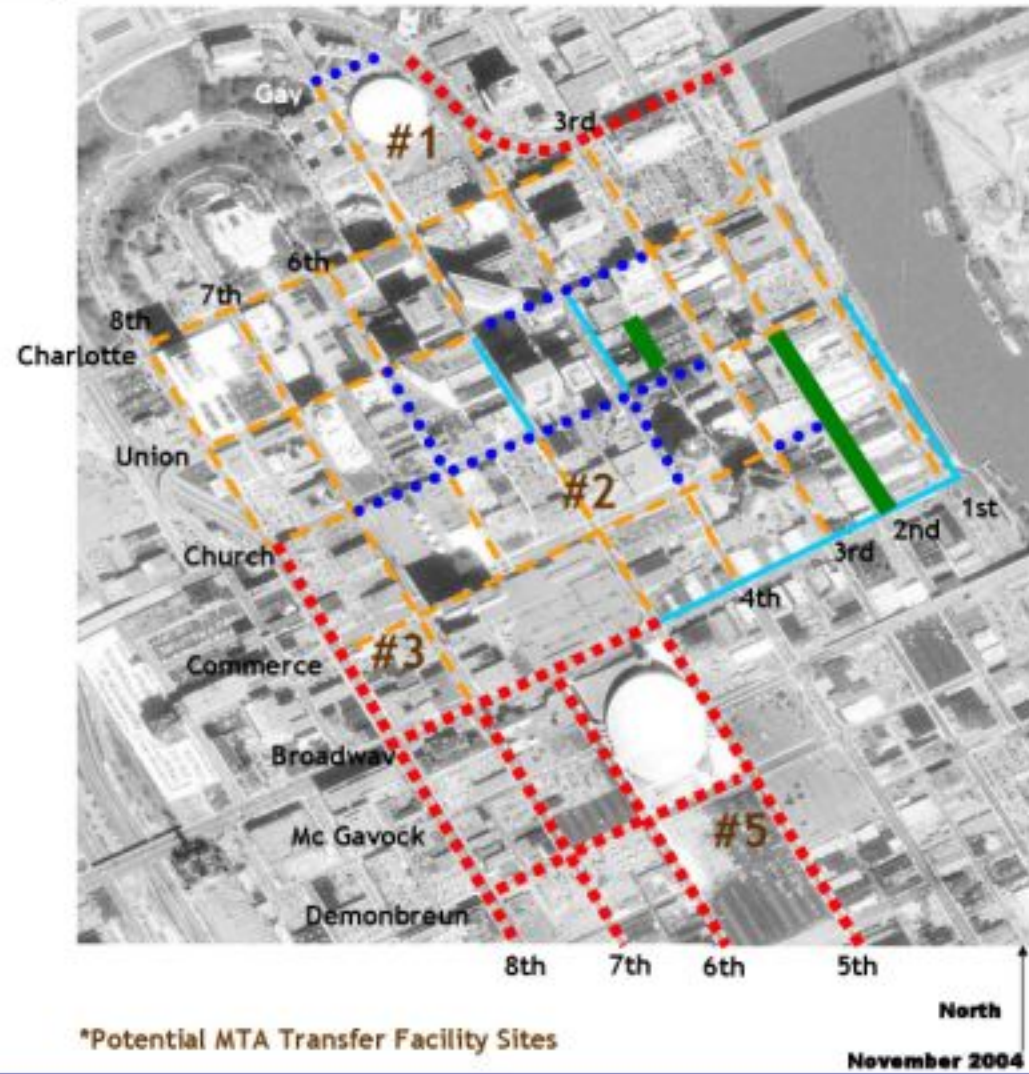 Gay
#1
3rd
6th
7th
8th
Charlotte
Union
#2
1st
2nd
3rd
Church
4th
#3
Commerce
Broadway
#5
Mc Gavock
Demonbreun
8th
7th
6th
5th
North
*Potential MTA Transfer Facility Sites
November 2004